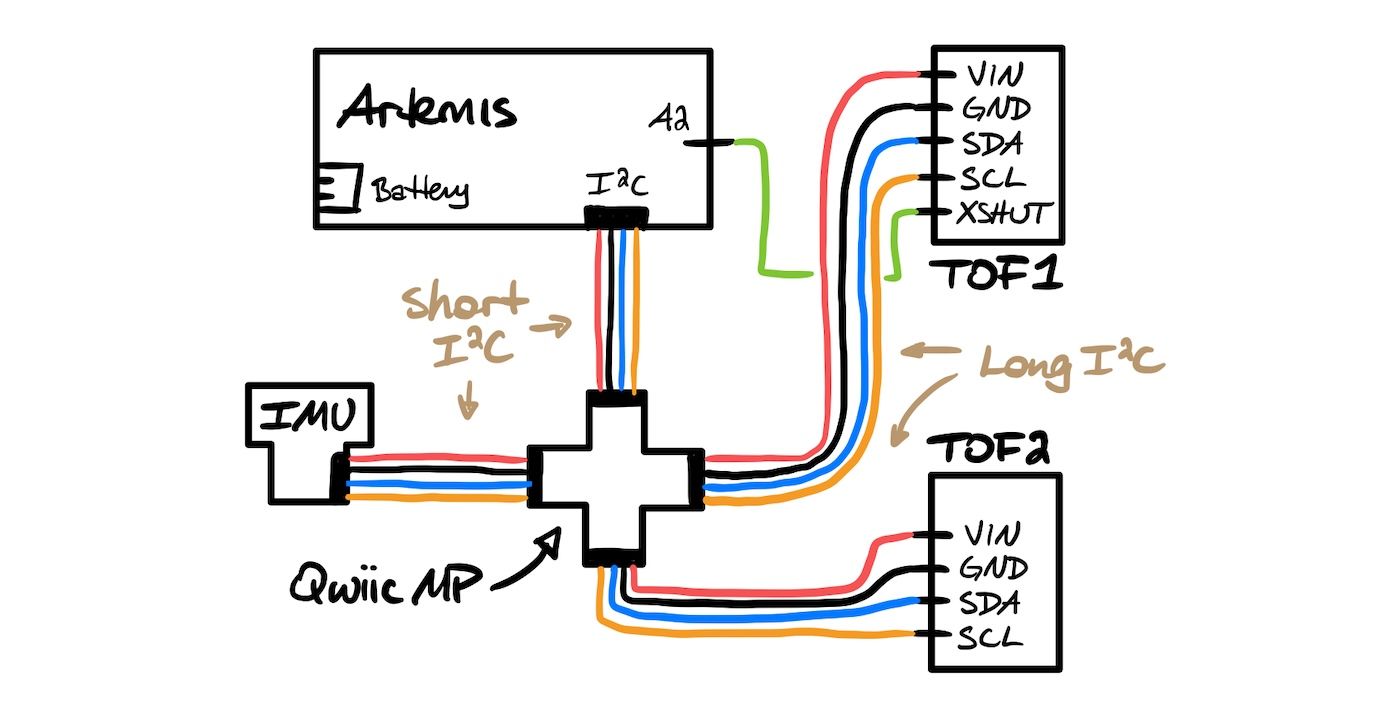 Artemis
A2
Battery
I²C
VIN
GND
SDA
SCL
XSHUT
TOF1
Short
I²C
Long I²C
IMU
TOF2
Qwiic MP
VIN
GND
SDA
SCL